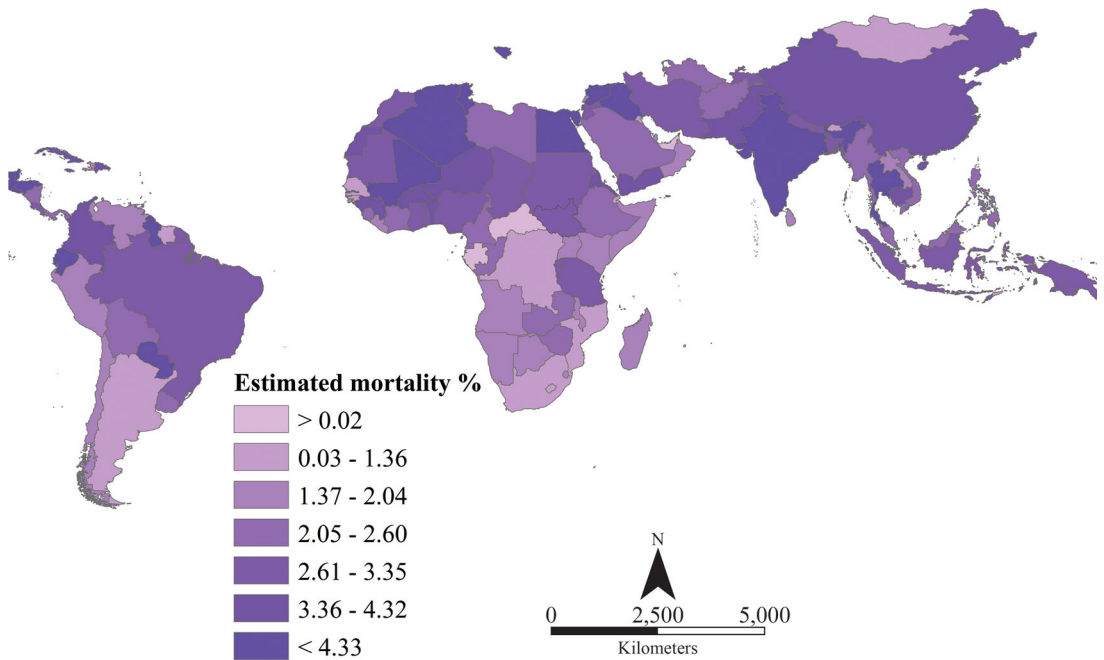 Estimated mortality %
> 0.02
0.03 - 1.36
1.37 - 2.04
2.05 - 2.60
2.61 - 3.35
3.36 - 4.32
< 4.33
N
0 2,500 5,000
Kilometers